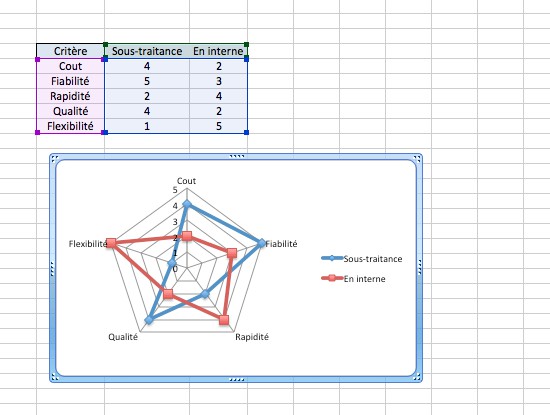 Critère Sous-traitance En interne
Cout 4 2
Fiabilité 5 3
Rapidité 2 4
Qualité 4 2
Flexibilité 1 5
Cout
5
4
3
2
1
0
Flexibilité
Fiabilité
Qualité
Rapidité
Sous-traitance
En interne